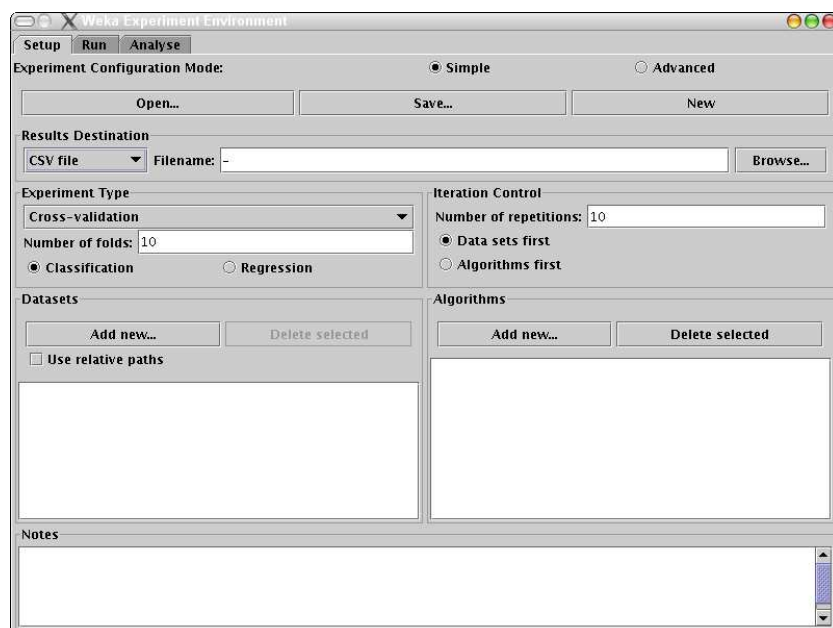 Weka Experiment Environment
Setup Run Analyse
Experiment Configuration Mode: Simple Advanced
Open... Save... New
Results Destination
CSV file Filename: - Browse...
Experiment Type Iteration Control
Cross-validation Number of repetitions: 10
Number of folds: 10 Data sets first
Classification Regression Algorithms first
Datasets Algorithms
Add new... Delete selected Add new... Delete selected
Use relative paths
Notes